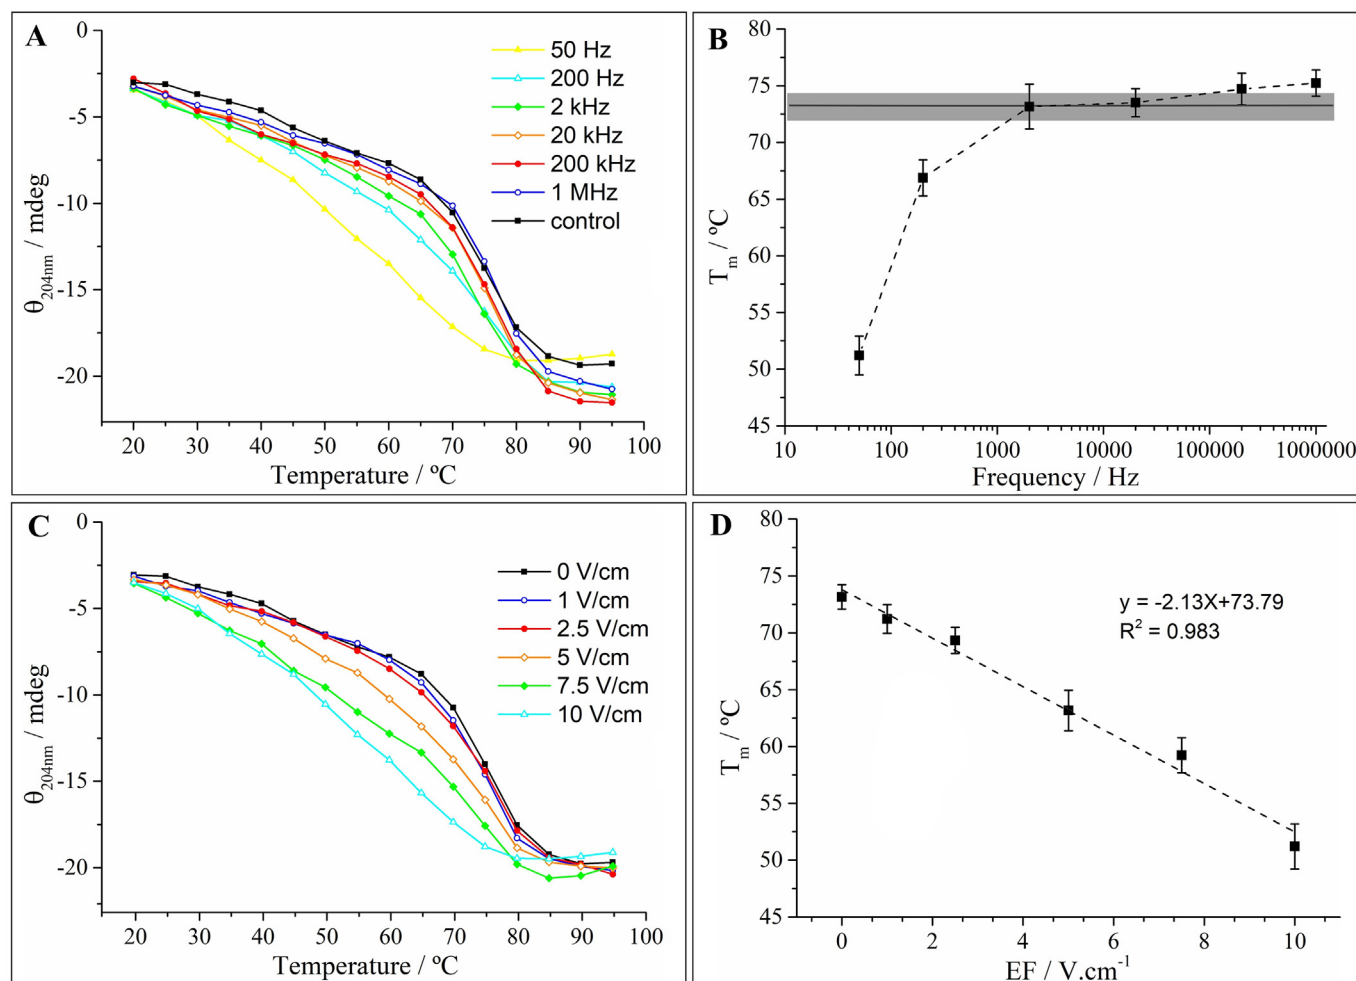 A
0
-5
-10
-15
-20
θ204nm / mdeg
20 30 40 50 60 70 80 90 100
Temperature / ºC
50 Hz
200 Hz
2 kHz
20 kHz
200 kHz
1 MHz
control
B
80
75
70
65
60
55
50
45
Tm / ºC
10 100 1000 10000 100000 1000000
Frequency / Hz
C
0
-5
-10
-15
-20
θ204nm / mdeg
20 30 40 50 60 70 80 90 100
Temperature / ºC
0 V/cm
1 V/cm
2.5 V/cm
5 V/cm
7.5 V/cm
10 V/cm
D
80
75
70
65
60
55
50
45
Tm / ºC
y = -2.13X+73.79
R² = 0.983
0 2 4 6 8 10
EF / V.cm⁻¹